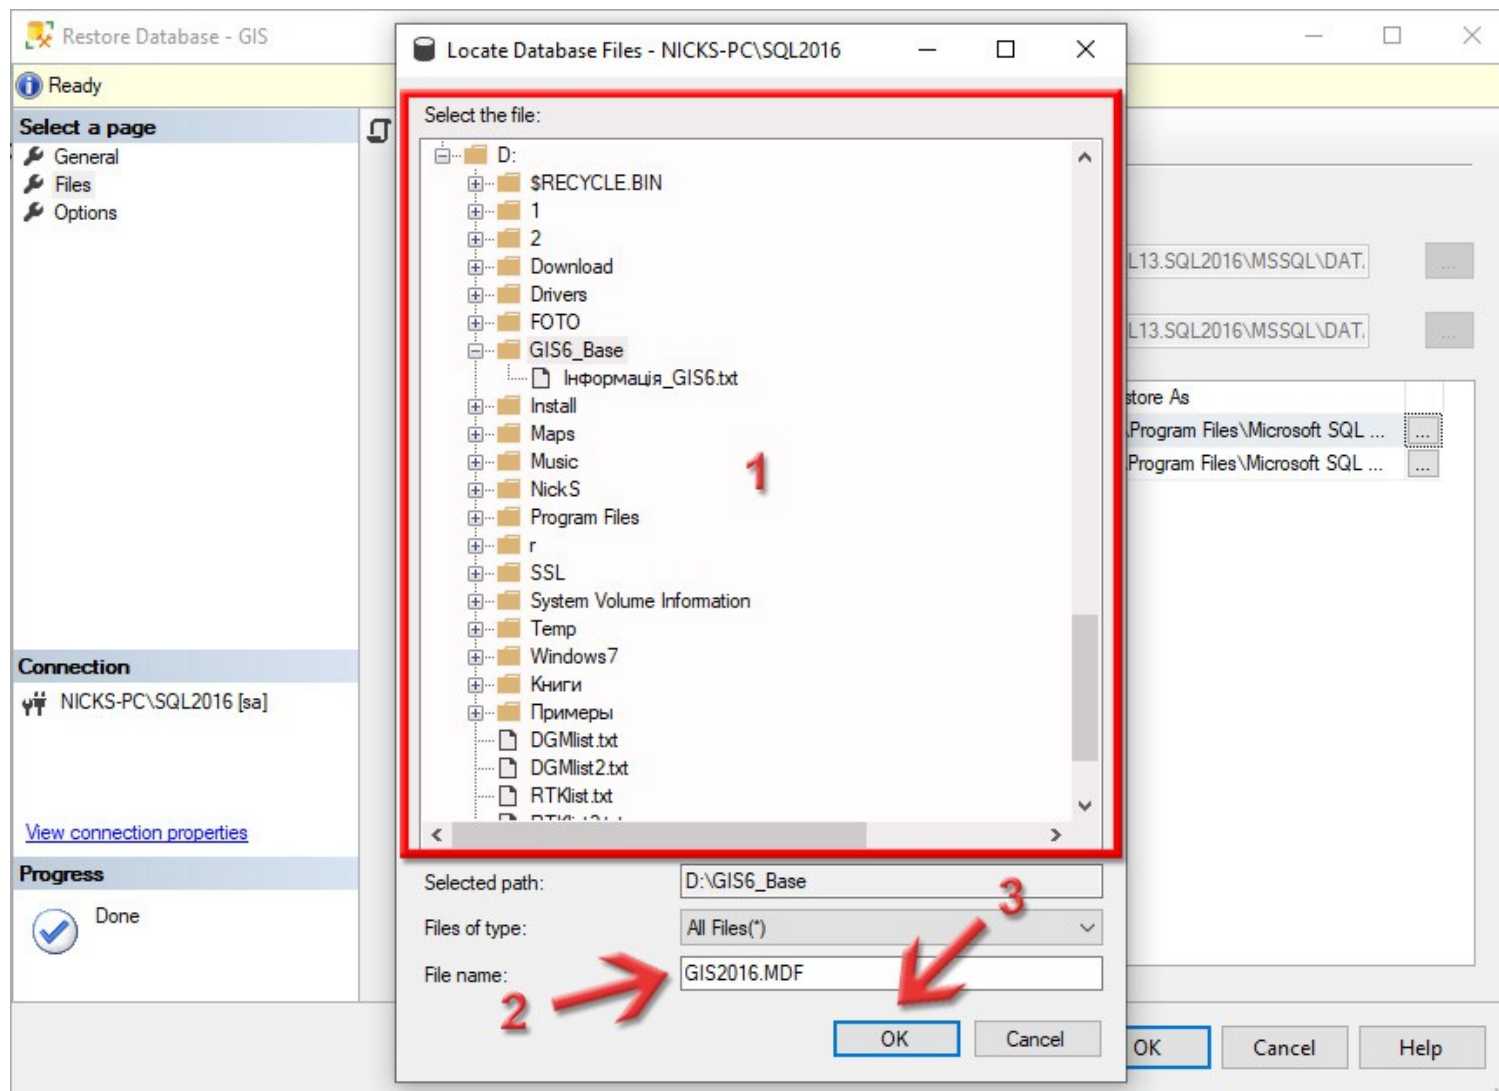 Restore Database - GIS
Ready
Select a page
General
Files
Options
Connection
NICKS-PC\SQL2016 [sa]
View connection properties
Progress
Done
Locate Database Files - NICKS-PC\SQL2016
Select the file:
D:
$RECYCLE.BIN
1
2
Download
Drivers
FOTO
GIS6_Base
Інформація_GIS6.txt
Install
Maps
Music
NickS
Program Files
r
SSL
System Volume Information
Temp
Windows7
Книги
Примеры
DGMlist.txt
DGMlist2.txt
RTKlist.txt
1
Selected path:
D:\GIS6_Base
Files of type:
All Files(*)
File name:
GIS2016.MDF
2
3
OK
Cancel
L13.SQL2016\MSSQL\DAT.
...
L13.SQL2016\MSSQL\DAT.
...
store As
\Program Files\Microsoft SQL ...
...
Program Files\Microsoft SQL ...
...
OK
Cancel
Help